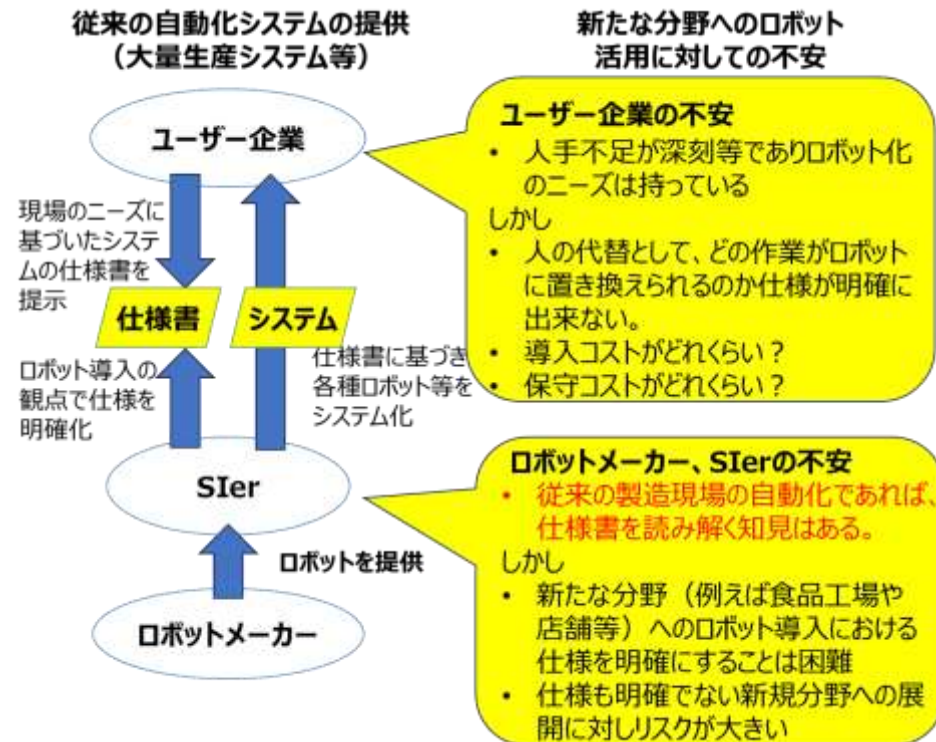 従来の自動化システムの提供
（大量生産システム等）
ユーザー企業
現場のニーズに
基づいたシステ
ムの仕様書を
提示
仕様書
システム
ロボット導入の
観点で仕様を
明確化
仕様書に基づき
各種ロボット等を
システム化
SIer
ロボットを提供
ロボットメーカー
新たな分野へのロボット
活用に対しての不安
ユーザー企業の不安
• 人手不足が深刻等でありロボット化
のニーズは持っている
しかし
• 人の代替として、どの作業がロボット
に置き換えられるのか仕様が明確に
出来ない。
• 導入コストがどれくらい？
• 保守コストがどれくらい？
ロボットメーカー、SIerの不安
• 従来の製造現場の自動化であれば、
仕様書を読み解く知見はある。
しかし
• 新たな分野（例えば食品工場や
店舗等）へのロボット導入における
仕様を明確にすることは困難
• 仕様も明確でない新規分野への展
開に対しリスクが大きい